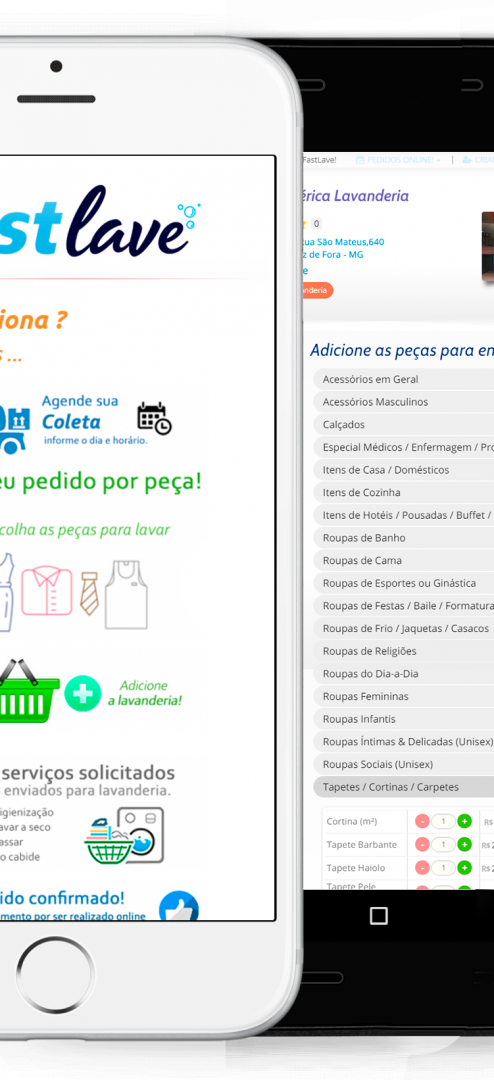 stlave
iona ?
s ...
Agende sua
Coleta
informe o dia e horário.
eu pedido por peça!
colha as peças para lavar
Adicione
a lavanderia!
serviços solicitados
enviados para lavanderia.
igienização
avar a seco
assar
o cabide
ido confirmado!
mento por ser realizado online
FastLave!
PEDIDOS ONLINE!
|
CRIA
érica Lavanderia
0
ua São Mateus,640
z de Fora - MG
e
anderia
Adicione as peças para en
Acessórios em Geral
Acessórios Masculinos
Calçados
Especial Médicos / Enfermagem / Pro
Itens de Casa / Domésticos
Itens de Cozinha
Itens de Hotéis / Pousadas / Buffet /
Roupas de Banho
Roupas de Cama
Roupas de Esportes ou Ginástica
Roupas de Festas / Baile / Formatura
Roupas de Frio / Jaquetas / Casacos
Roupas de Religiões
Roupas do Dia-a-Dia
Roupas Femininas
Roupas Infantis
Roupas Íntimas & Delicadas (Unisex)
Roupas Sociais (Unisex)
Tapetes / Cortinas / Carpetes
Cortina (m²) - 1 + R$
Tapete Barbante - 1 + R$ 2
Tapete Haiolo - 1 + R$ 2
Tapete Pele